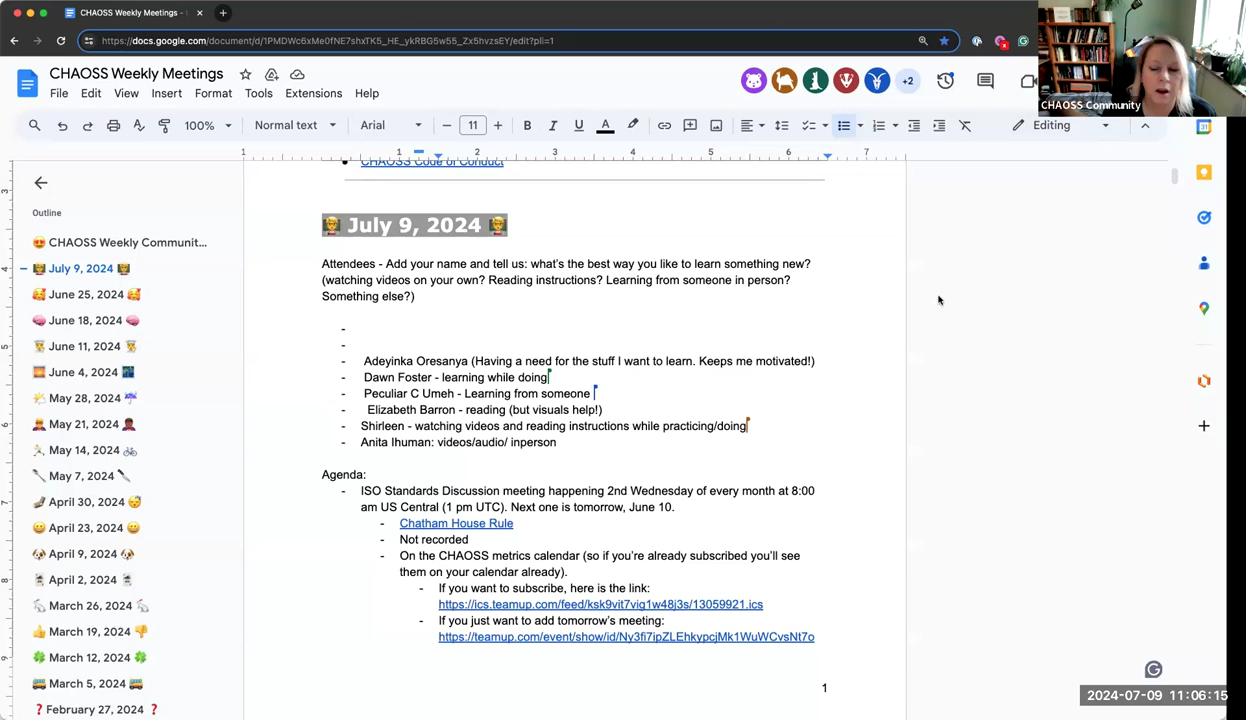 CHAOSS Weekly Meetings -
https://docs.google.com/document/d/1PMDWc6xMe0fNE7shxTK5_HE_ykRBG5w55_Zx5hvzsEY/edit?pli=1
CHAOSS Weekly Meetings
File Edit View Insert Format Tools Extensions Help
+2
100% Normal text Arial 11 B I U A Editing
CHAOSS Community
1 1 2 3 4 5 6 7
Outline
😍 CHAOSS Weekly Communit...
July 9, 2024
🥰 June 25, 2024 🥰
🧠 June 18, 2024 🧠
June 11, 2024
June 4, 2024
May 28, 2024 ☔
May 21, 2024
May 14, 2024 🚲
May 7, 2024
April 30, 2024 😴
😀 April 23, 2024 😀
🐶 April 9, 2024 🐶
April 2, 2024
March 26, 2024
👍 March 19, 2024 👎
🍀 March 12, 2024 🍀
March 5, 2024
❓ February 27, 2024 ❓
CHAOSS Code of Conduct
July 9, 2024
Attendees - Add your name and tell us: what's the best way you like to learn something new?
(watching videos on your own? Reading instructions? Learning from someone in person?
Something else?)
-
-
- Adeyinka Oresanya (Having a need for the stuff I want to learn. Keeps me motivated!)
- Dawn Foster - learning while doing
- Peculiar C Umeh - Learning from someone
- Elizabeth Barron - reading (but visuals help!)
- Shirleen - watching videos and reading instructions while practicing/doing
- Anita Ihuman: videos/audio/ inperson
Agenda:
- ISO Standards Discussion meeting happening 2nd Wednesday of every month at 8:00
am US Central (1 pm UTC). Next one is tomorrow, June 10.
- Chatham House Rule
- Not recorded
- On the CHAOSS metrics calendar (so if you're already subscribed you'll see
them on your calendar already).
- If you want to subscribe, here is the link:
https://ics.teamup.com/feed/ksk9vit7vig1w48j3s/13059921.ics
- If you just want to add tomorrow's meeting:
https://teamup.com/event/show/id/Ny3fi7ipZLEhkypcjMk1WuWCvsNt7o
1
2024-07-09 11:06:15